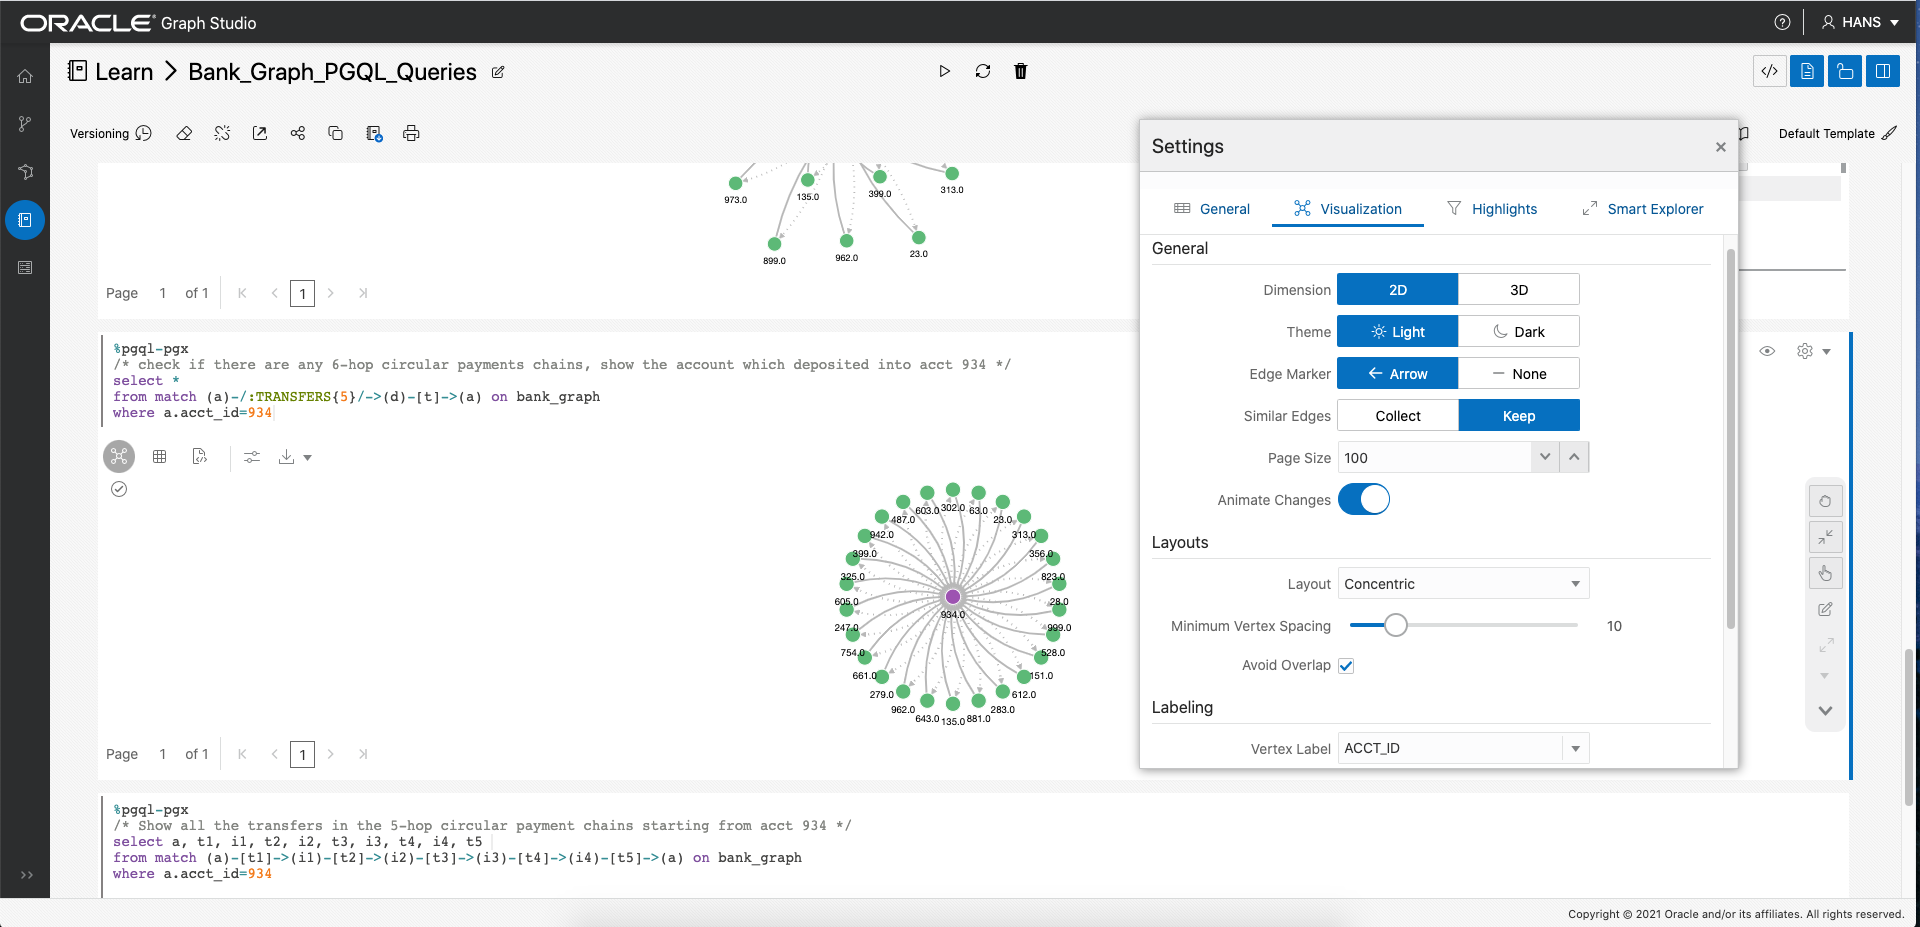 ORACLE® Graph Studio
HANS
Learn > Bank_Graph_PGQL_Queries
Versioning
Default Template
973.0
135.0
399.0
313.0
899.0
962.0
23.0
Page 1 of 1
1
%pgql-pgx
/* check if there are any 6-hop circular payments chains, show the account which deposited into acct 934 */
select *
from match (a)-/:TRANSFERS{5}/->(d)-[t]->(a) on bank_graph
where a.acct_id=934
603.0
302.0
63.0
487.0
23.0
942.0
313.0
399.0
356.0
325.0
823.0
605.0
28.0
934.0
247.0
999.0
754.0
528.0
661.0
151.0
279.0
612.0
962.0
283.0
643.0
135.0
881.0
Page 1 of 1
1
%pgql-pgx
/* Show all the transfers in the 5-hop circular payment chains starting from acct 934 */
select a, t1, i1, t2, i2, t3, i3, t4, i4, t5
from match (a)-[t1]->(i1)-[t2]->(i2)-[t3]->(i3)-[t4]->(i4)-[t5]->(a) on bank_graph
where a.acct_id=934
Settings
×
General
Visualization
Highlights
Smart Explorer
General
Dimension 2D 3D
Theme Light Dark
Edge Marker Arrow None
Similar Edges Collect Keep
Page Size 100
Animate Changes
Layouts
Layout Concentric
Minimum Vertex Spacing 10
Avoid Overlap
Labeling
Vertex Label ACCT_ID
Copyright © 2021 Oracle and/or its affiliates. All rights reserved.